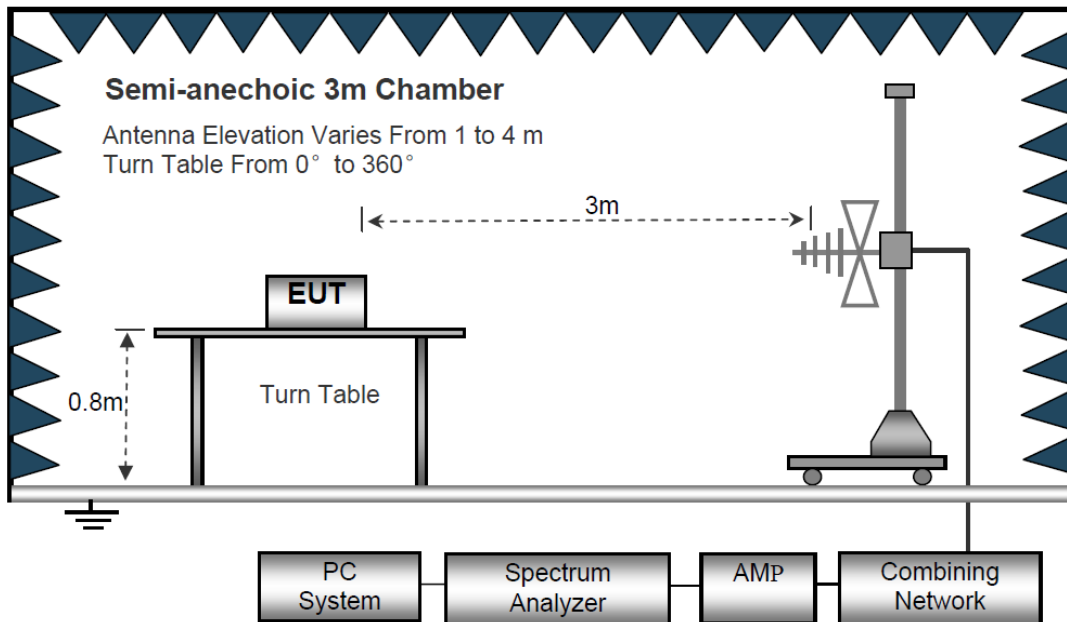 Semi-anechoic 3m Chamber
Antenna Elevation Varies From 1 to 4 m
Turn Table From 0° to 360°
3m
EUT
0.8m
Turn Table
PC
System
Spectrum
Analyzer
AMP
Combining
Network